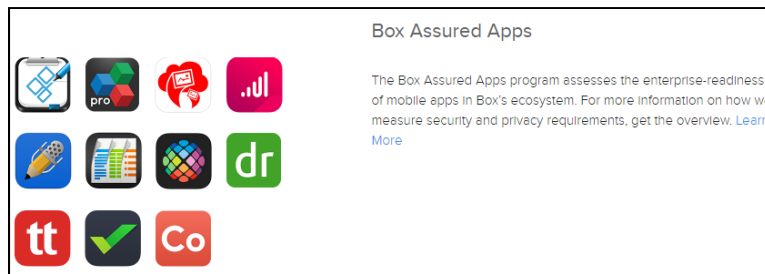 Box Assured Apps
The Box Assured Apps program assesses the enterprise-readiness
of mobile apps in Box's ecosystem. For more information on how
measure security and privacy requirements, get the overview. Learn
More
pro
dr
tt
Co